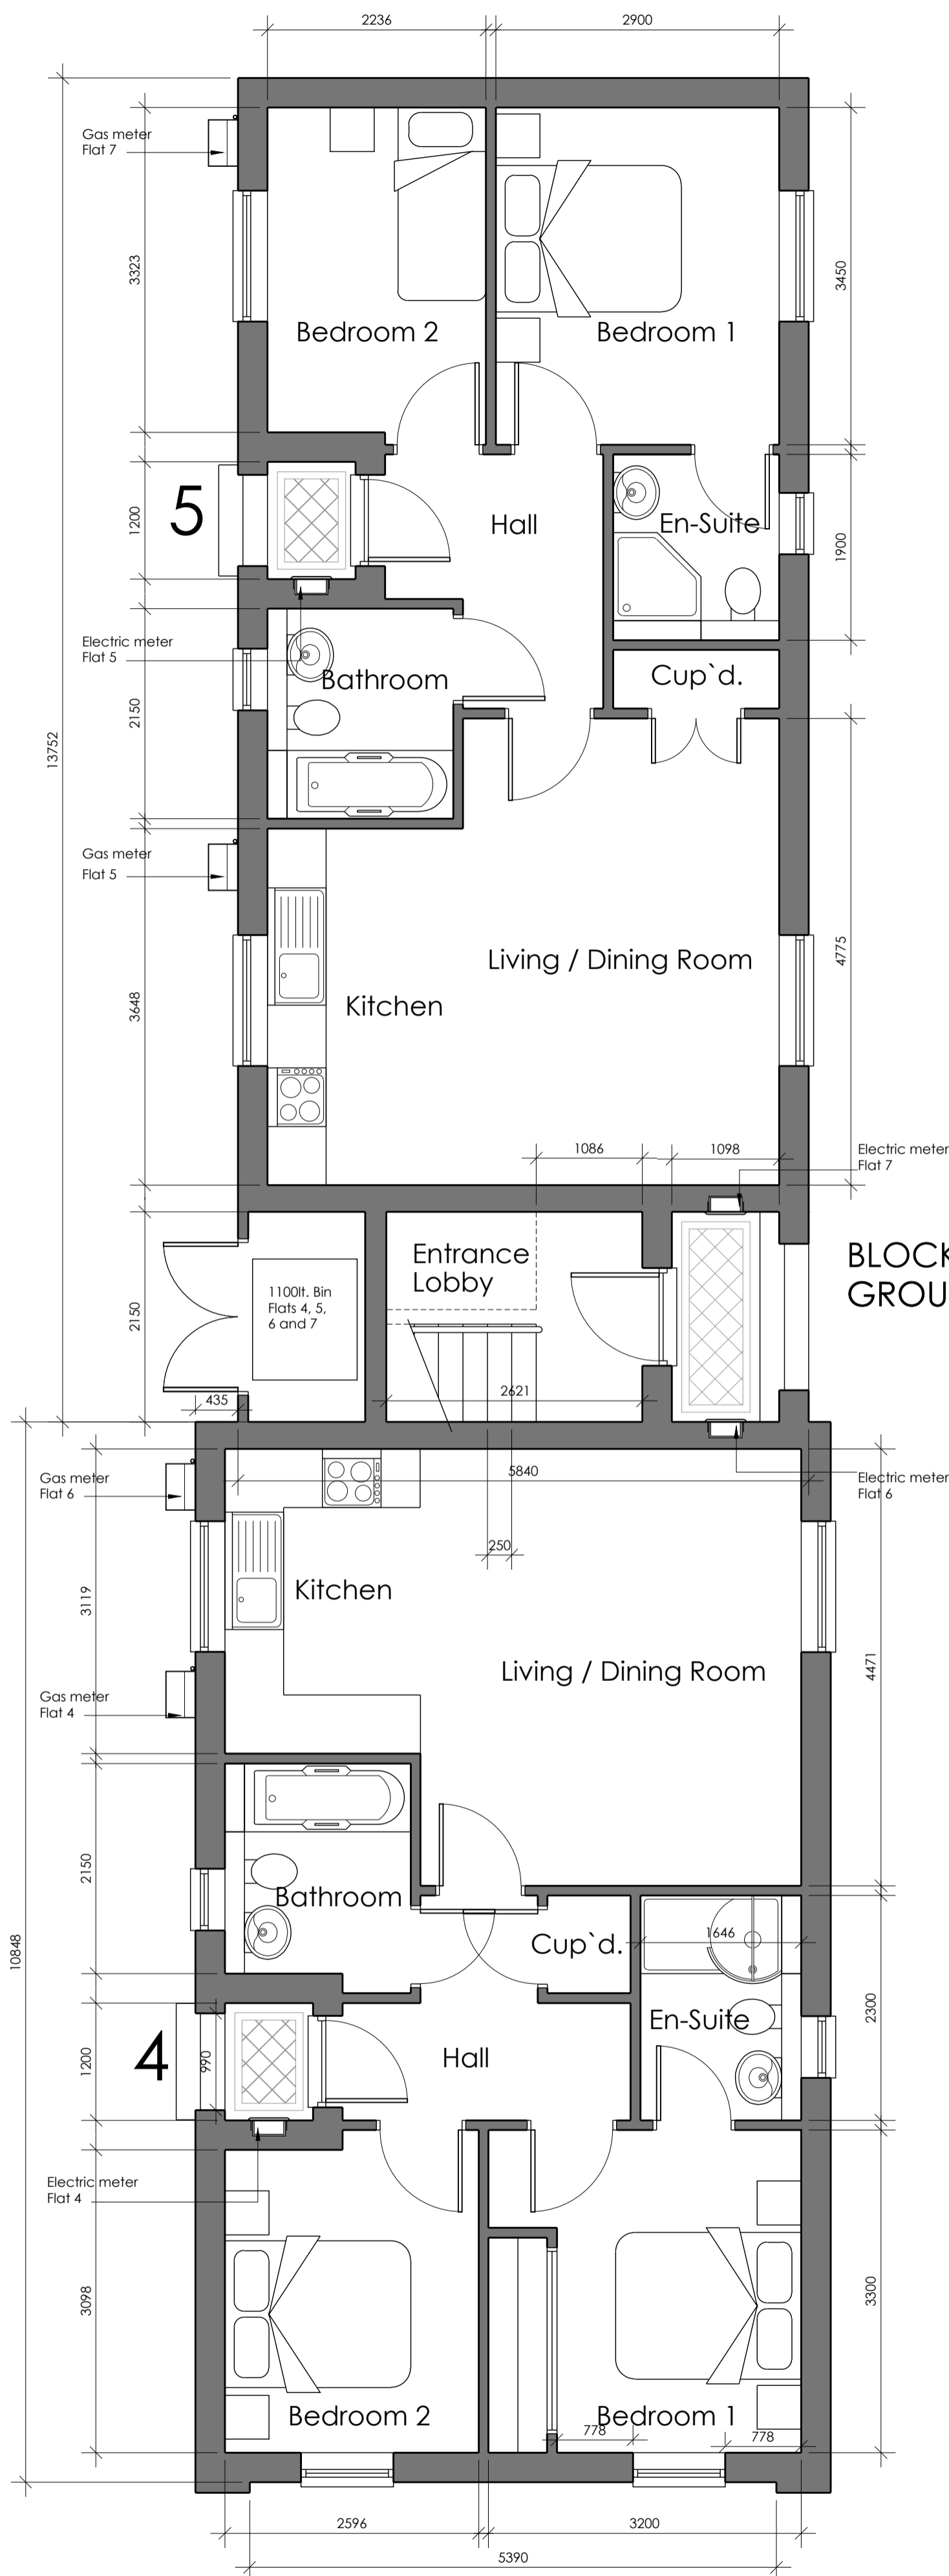 2236
2900
Gas meter
Flat 7
3323
3450
Bedroom 2
Bedroom 1
5
1200
Hall
En-Suite
1900
Electric meter
Flat 5
Bathroom
Cup`d.
2150
13752
Gas meter
Flat 5
Living / Dining Room
4775
Kitchen
3648
1086
1098
Electric meter
Flat 7
Entrance
Lobby
BLOCK
GROU
1100lt. Bin
Flats 4, 5,
6 and 7
2150
435
2621
5840
Gas meter
Flat 6
Electric meter
Flat 6
250
3119
Kitchen
Living / Dining Room
4471
Gas meter
Flat 4
2150
Bathroom
Cup`d.
1646
10848
2300
En-Suite
4
990
1200
Hall
Electric meter
Flat 4
3098
3300
Bedroom 2
Bedroom 1
778
778
2596
3200
5390